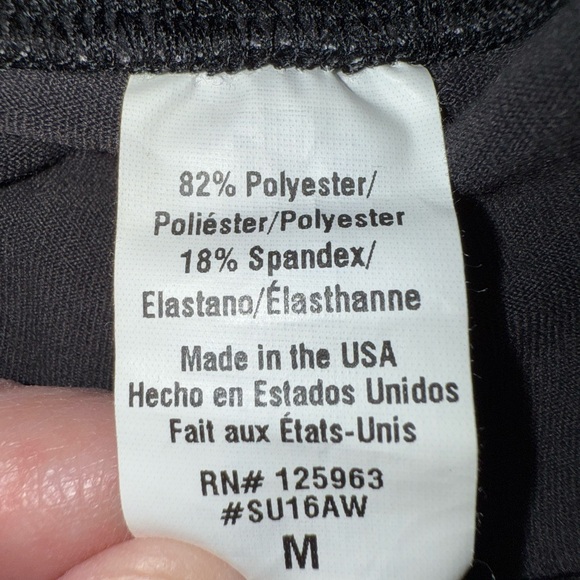 82% Polyester/
Poliéster/Polyester
18% Spandex/
Elastano/Élasthanne
Made in the USA
Hecho en Estados Unidos
Fait aux États-Unis
RN# 125963
#SU16AW
M